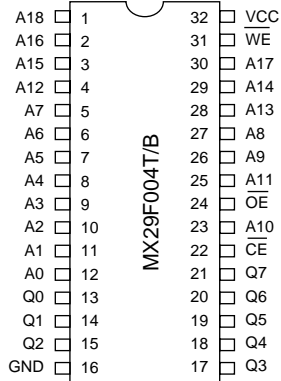 A18 1 32 VCC
A16 2 31 WE
A15 3 30 A17
A12 4 29 A14
A7 5 28 A13
A6 6 27 A8
A5 7 26 A9
A4 8 25 A11
A3 9 24 OE
A2 10 23 A10
A1 11 22 CE
A0 12 21 Q7
Q0 13 20 Q6
Q1 14 19 Q5
Q2 15 18 Q4
GND 16 17 Q3
MX29F004T/B